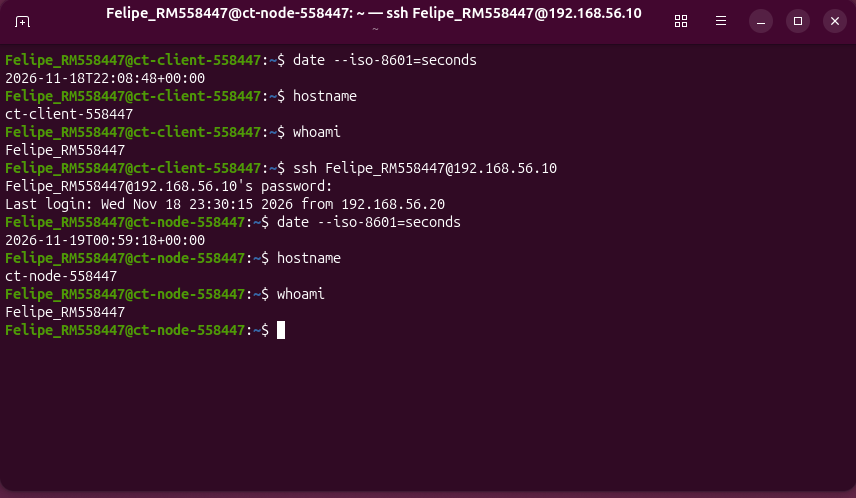 Felipe_RM558447@ct-node-558447: ~ — ssh Felipe_RM558447@192.168.56.10
~
Felipe_RM558447@ct-client-558447:~$ date --iso-8601=seconds
2026-11-18T22:08:48+00:00
Felipe_RM558447@ct-client-558447:~$ hostname
ct-client-558447
Felipe_RM558447@ct-client-558447:~$ whoami
Felipe_RM558447
Felipe_RM558447@ct-client-558447:~$ ssh Felipe_RM558447@192.168.56.10
Felipe_RM558447@192.168.56.10's password:
Last login: Wed Nov 18 23:30:15 2026 from 192.168.56.20
Felipe_RM558447@ct-node-558447:~$ date --iso-8601=seconds
2026-11-19T00:59:18+00:00
Felipe_RM558447@ct-node-558447:~$ hostname
ct-node-558447
Felipe_RM558447@ct-node-558447:~$ whoami
Felipe_RM558447
Felipe_RM558447@ct-node-558447:~$